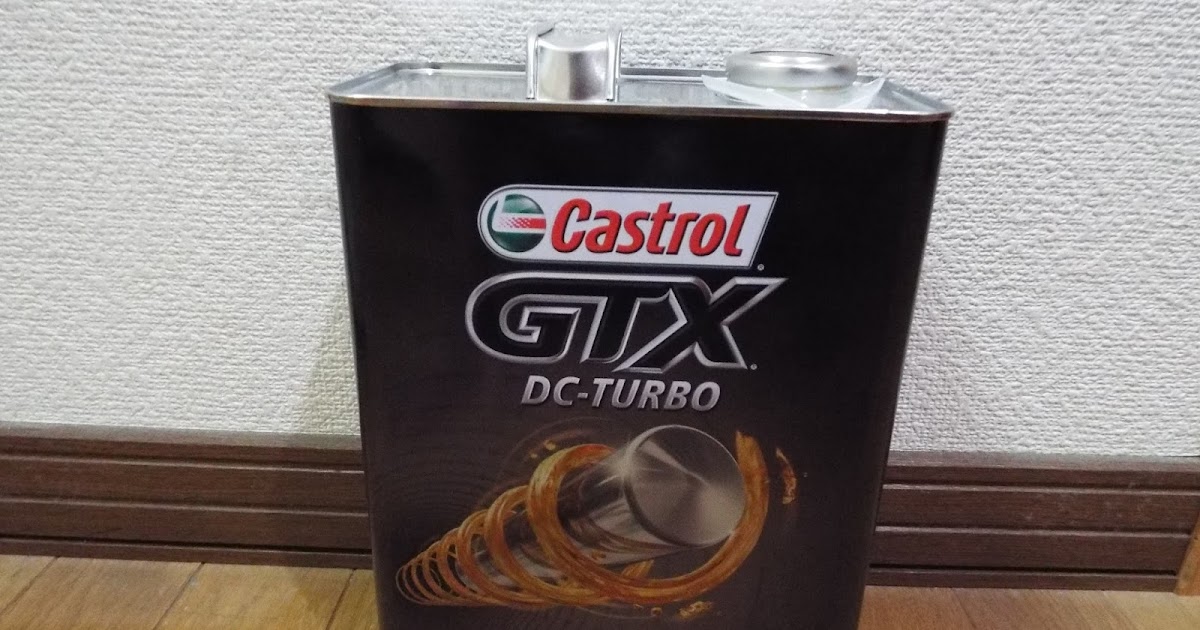 Castrol
GTX
DC-TURBO